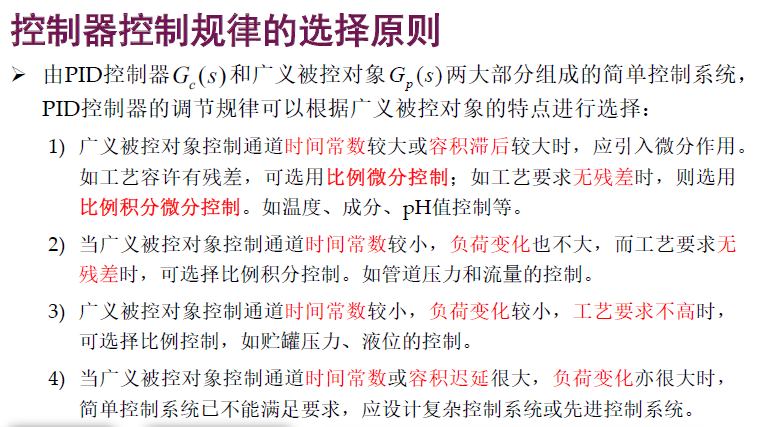 控制器控制规律的选择原则
➢ 由PID控制器Gc(s)和广义被控对象Gp(s)两大部分组成的简单控制系统，
PID控制器的调节规律可以根据广义被控对象的特点进行选择：
1) 广义被控对象控制通道时间常数较大或容积滞后较大时，应引入微分作用。
如工艺容许有残差，可选用比例微分控制；如工艺要求无残差时，则选用
比例积分微分控制。如温度、成分、pH值控制等。
2) 当广义被控对象控制通道时间常数较小，负荷变化也不大，而工艺要求无
残差时，可选择比例积分控制。如管道压力和流量的控制。
3) 广义被控对象控制通道时间常数较小，负荷变化较小，工艺要求不高时，
可选择比例控制，如贮罐压力、液位的控制。
4) 当广义被控对象控制通道时间常数或容积迟延很大，负荷变化亦很大时，
简单控制系统已不能满足要求，应设计复杂控制系统或先进控制系统。